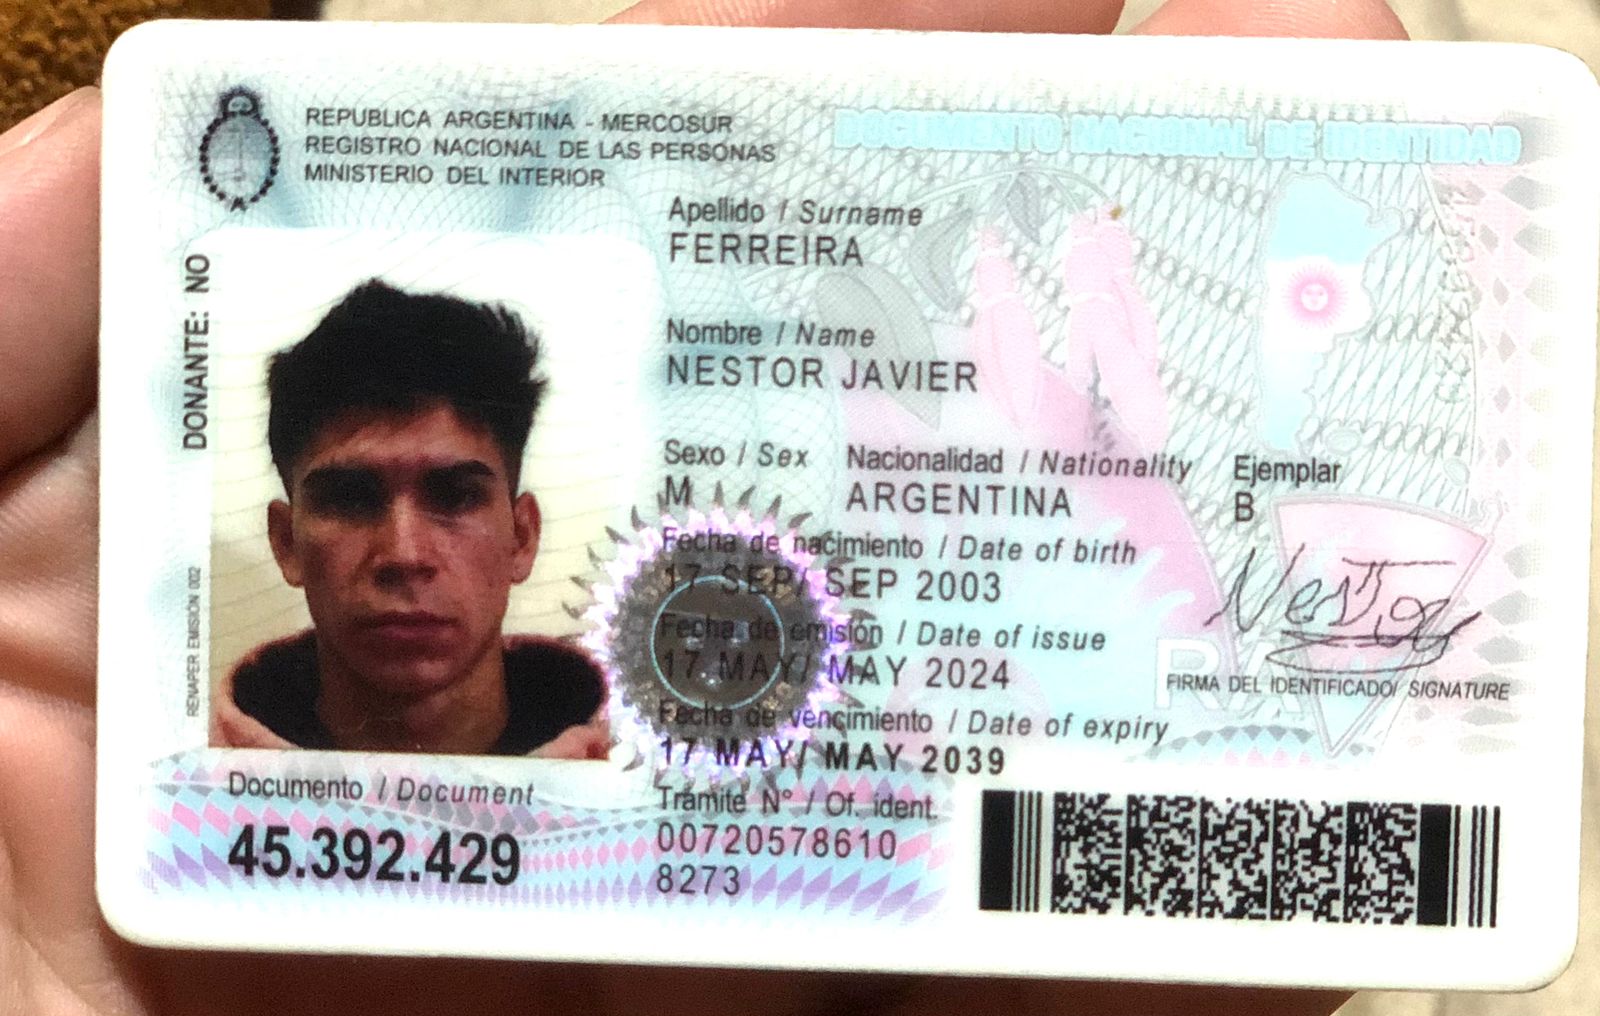 REPUBLICA ARGENTINA - MERCOSUR
REGISTRO NACIONAL DE LAS PERSONAS
MINISTERIO DEL INTERIOR
DOCUMENTO NACIONAL DE IDENTIDAD
Apellido / Surname
FERREIRA
Nombre / Name
NESTOR JAVIER
Sexo / Sex
M
Nacionalidad / Nationality
ARGENTINA
Ejemplar
B
Fecha de nacimiento / Date of birth
17 SEP/ SEP 2003
Fecha de emisión / Date of issue
17 MAY/ MAY 2024
Fecha de vencimiento / Date of expiry
17 MAY/ MAY 2039
Nestor
FIRMA DEL IDENTIFICADO/ SIGNATURE
DONANTE: NO
RENAPER EMISION 002
Documento / Document
45.392.429
Trámite N° / Of. ident.
00720578610
8273